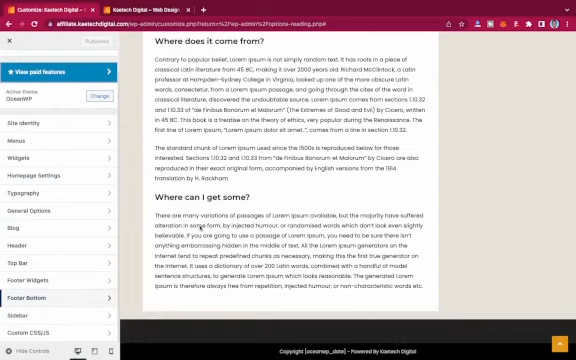 Customize: Kaetech Digital –
Kaetech Digital – Web Design
affiliate.kaetechdigital.com/wp-admin/customize.php?return=%2Fwp-admin%2Foptions-reading.php#
Published
View paid features
Active theme
OceanWP
Change
Site Identity
Menus
Widgets
Homepage Settings
Typography
General Options
Blog
Header
Top Bar
Footer Widgets
Footer Bottom
Sidebar
Custom CSS/JS
Hide Controls
Where does it come from?
Contrary to popular belief, Lorem Ipsum is not simply random text. It has roots in a piece of
classical Latin literature from 45 BC, making it over 2000 years old. Richard McClintock, a Latin
professor at Hampden-Sydney College in Virginia, looked up one of the more obscure Latin
words, consectetur, from a Lorem Ipsum passage, and going through the cites of the word in
classical literature, discovered the undoubtable source. Lorem Ipsum comes from sections 1.10.32
and 1.10.33 of "de Finibus Bonorum et Malorum" (The Extremes of Good and Evil) by Cicero, written
in 45 BC. This book is a treatise on the theory of ethics, very popular during the Renaissance. The
first line of Lorem Ipsum, "Lorem ipsum dolor sit amet..", comes from a line in section 1.10.32.
The standard chunk of Lorem Ipsum used since the 1500s is reproduced below for those
interested. Sections 1.10.32 and 1.10.33 from "de Finibus Bonorum et Malorum" by Cicero are also
reproduced in their exact original form, accompanied by English versions from the 1914
translation by H. Rackham.
Where can I get some?
There are many variations of passages of Lorem Ipsum available, but the majority have suffered
alteration in some form, by injected humour, or randomised words which don't look even slightly
believable. If you are going to use a passage of Lorem Ipsum, you need to be sure there isn't
anything embarrassing hidden in the middle of text. All the Lorem Ipsum generators on the
Internet tend to repeat predefined chunks as necessary, making this the first true generator on
the Internet. It uses a dictionary of over 200 Latin words, combined with a handful of model
sentence structures, to generate Lorem Ipsum which looks reasonable. The generated Lorem
Ipsum is therefore always free from repetition, injected humour, or non-characteristic words etc.
Copyright [oceanwp_date] - Powered By Kaetech Digital